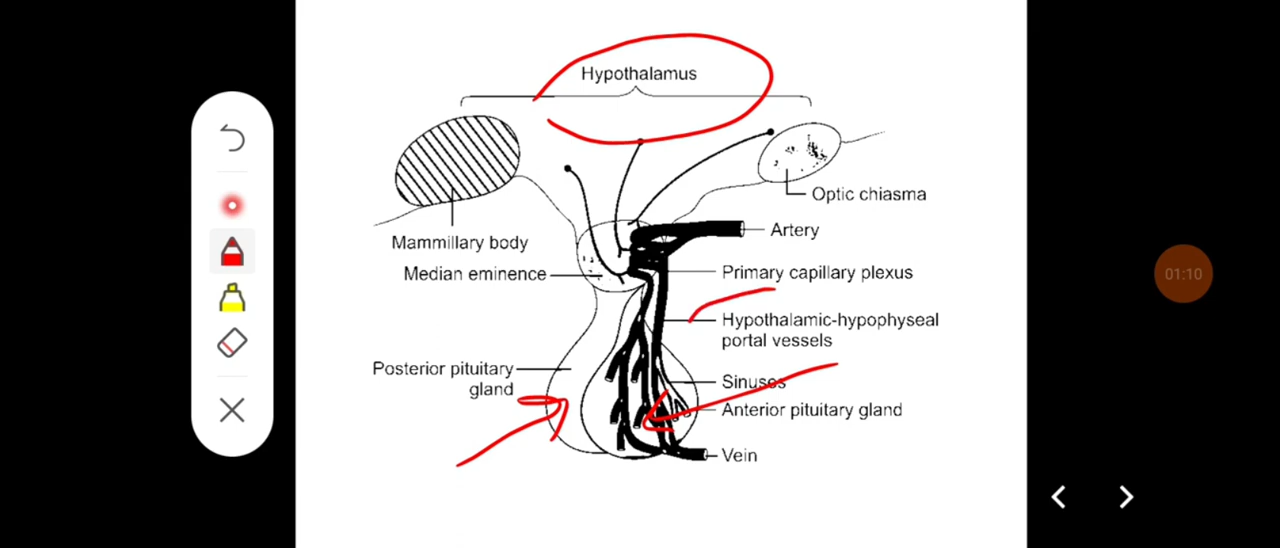 Hypothalamus
Optic chiasma
Artery
Mammillary body
Median eminence
Primary capillary plexus
Hypothalamic-hypophyseal
portal vessels
Posterior pituitary
gland
Sinuses
Anterior pituitary gland
Vein
01:10